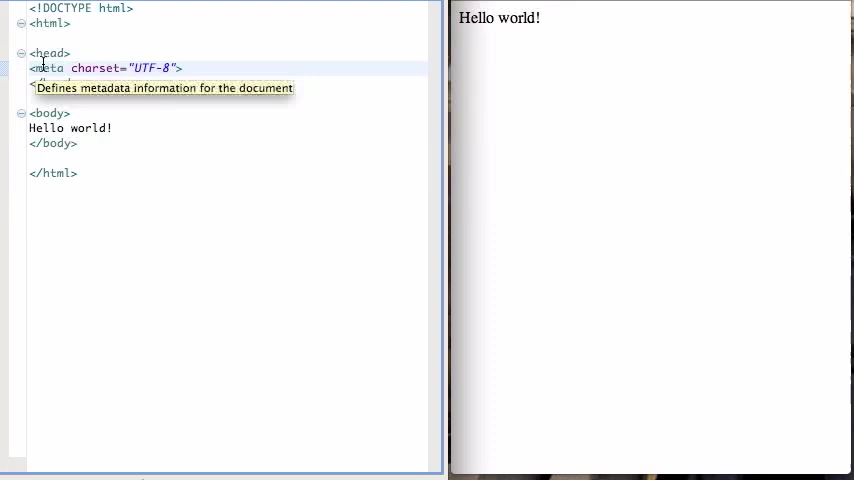 <!DOCTYPE html>
<html>
<head>
<meta charset="UTF-8">
Defines metadata information for the document
<body>
Hello world!
</body>
</html>
Hello world!